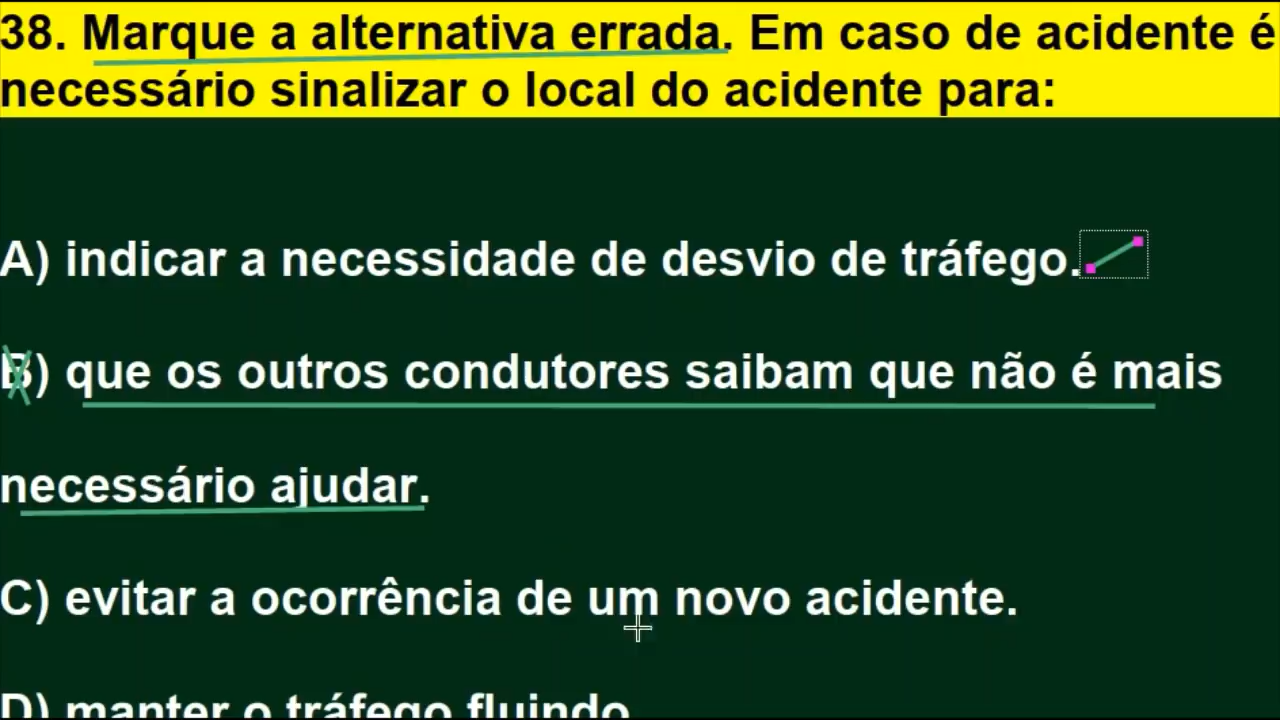 38. Marque a alternativa errada. Em caso de acidente é
necessário sinalizar o local do acidente para:
A) indicar a necessidade de desvio de tráfego.
B) que os outros condutores saibam que não é mais
necessário ajudar.
C) evitar a ocorrência de um novo acidente.
D) manter o tráfego fluindo